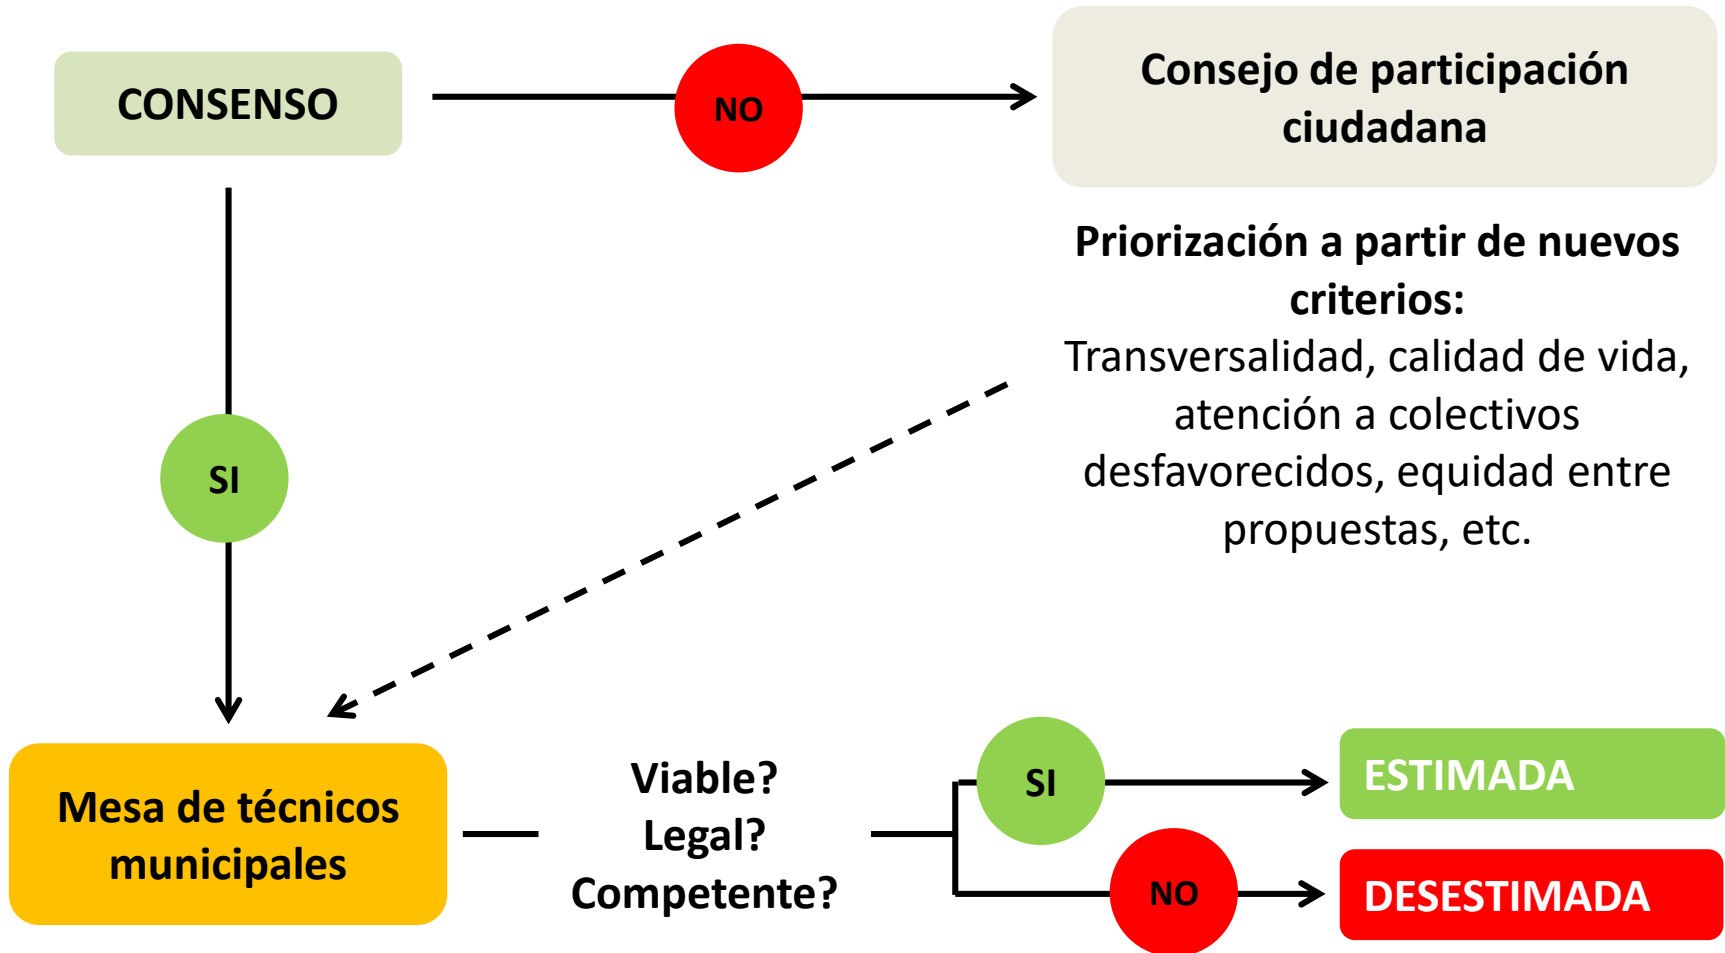 CONSENSO
NO
Consejo de participación
ciudadana
Priorización a partir de nuevos
criterios:
Transversalidad, calidad de vida,
atención a colectivos
desfavorecidos, equidad entre
propuestas, etc.
SI
Mesa de técnicos
municipales
Viable?
Legal?
Competente?
SI
ESTIMADA
NO
DESESTIMADA